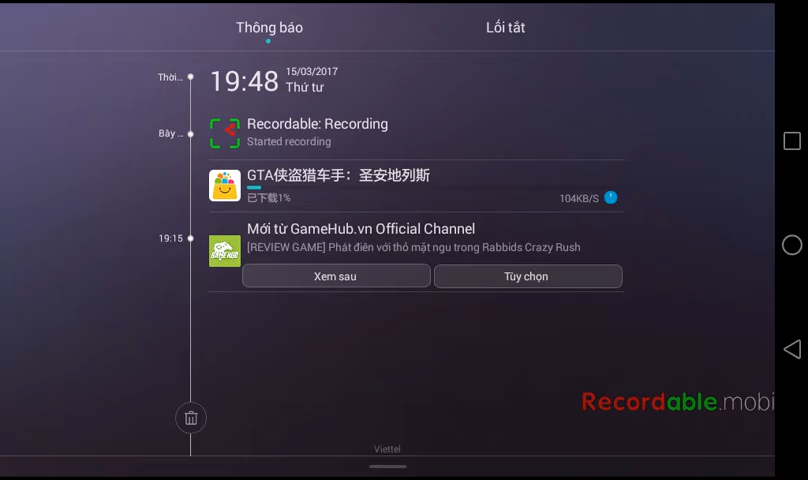 Thông báo
Lối tắt
Thời...
19:48
15/03/2017
Thứ tư
Bây ...
Recordable: Recording
Started recording
GTA侠盗猎车手：圣安地列斯
已下载1%
104KB/S
19:15
GAME HUB
Mới từ GameHub.vn Official Channel
[REVIEW GAME] Phát điên với thỏ mặt ngu trong Rabbids Crazy Rush
Xem sau
Tùy chọn
Recordable.mobi
Viettel